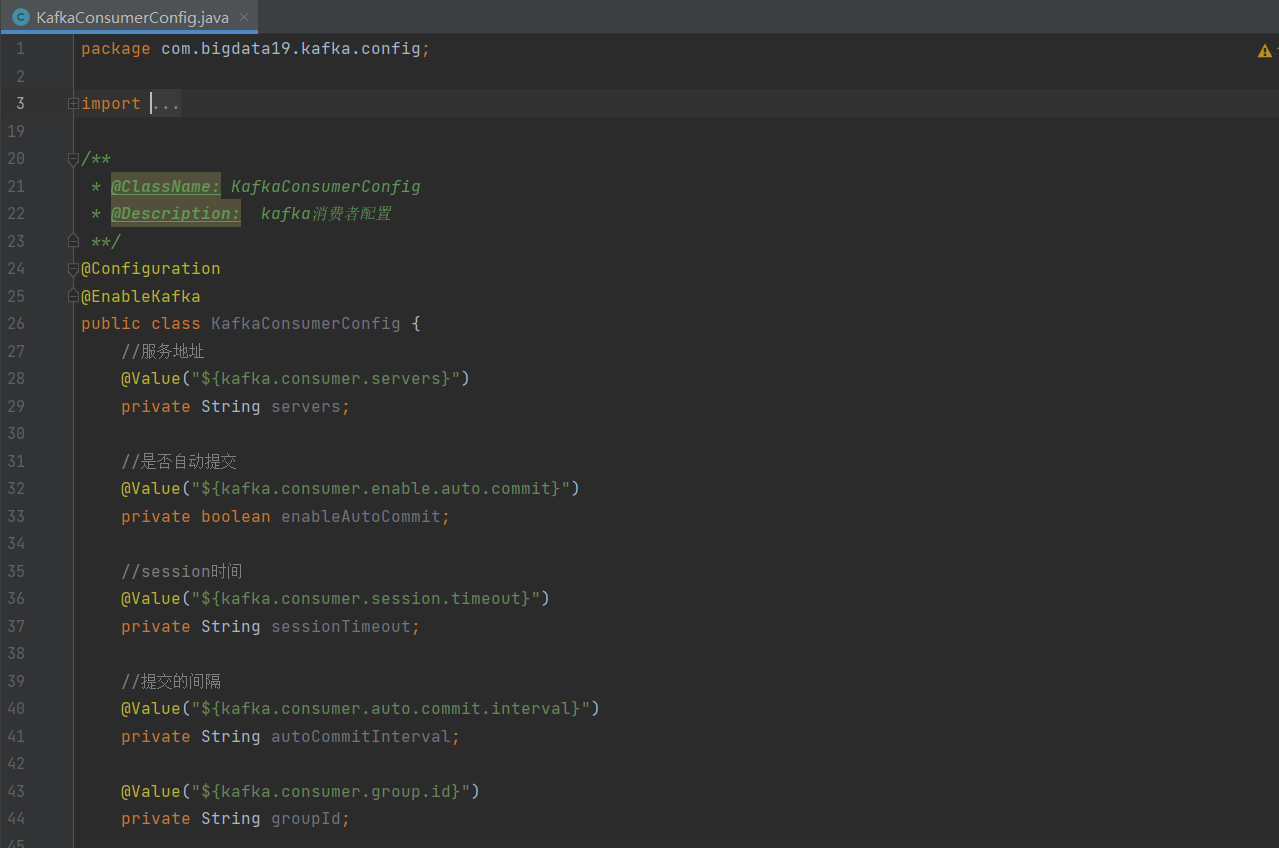 KafkaConsumerConfig.java
1 package com.bigdata19.kafka.config;
2
3 import ...
19
20 /**
21 * @ClassName: KafkaConsumerConfig
22 * @Description: kafka消费者配置
23 **/
24 @Configuration
25 @EnableKafka
26 public class KafkaConsumerConfig {
27 //服务地址
28 @Value("${kafka.consumer.servers}")
29 private String servers;
30
31 //是否自动提交
32 @Value("${kafka.consumer.enable.auto.commit}")
33 private boolean enableAutoCommit;
34
35 //session时间
36 @Value("${kafka.consumer.session.timeout}")
37 private String sessionTimeout;
38
39 //提交的间隔
40 @Value("${kafka.consumer.auto.commit.interval}")
41 private String autoCommitInterval;
42
43 @Value("${kafka.consumer.group.id}")
44 private String groupId;
45